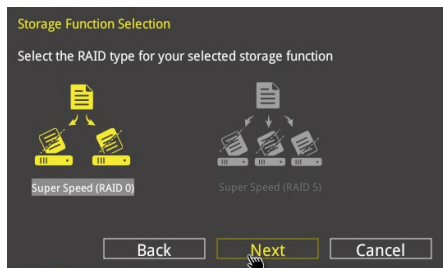 Storage Function Selection
Select the RAID type for your selected storage function
Super Speed (RAID 0)
Super Speed (RAID 5)
Back
Next
Cancel